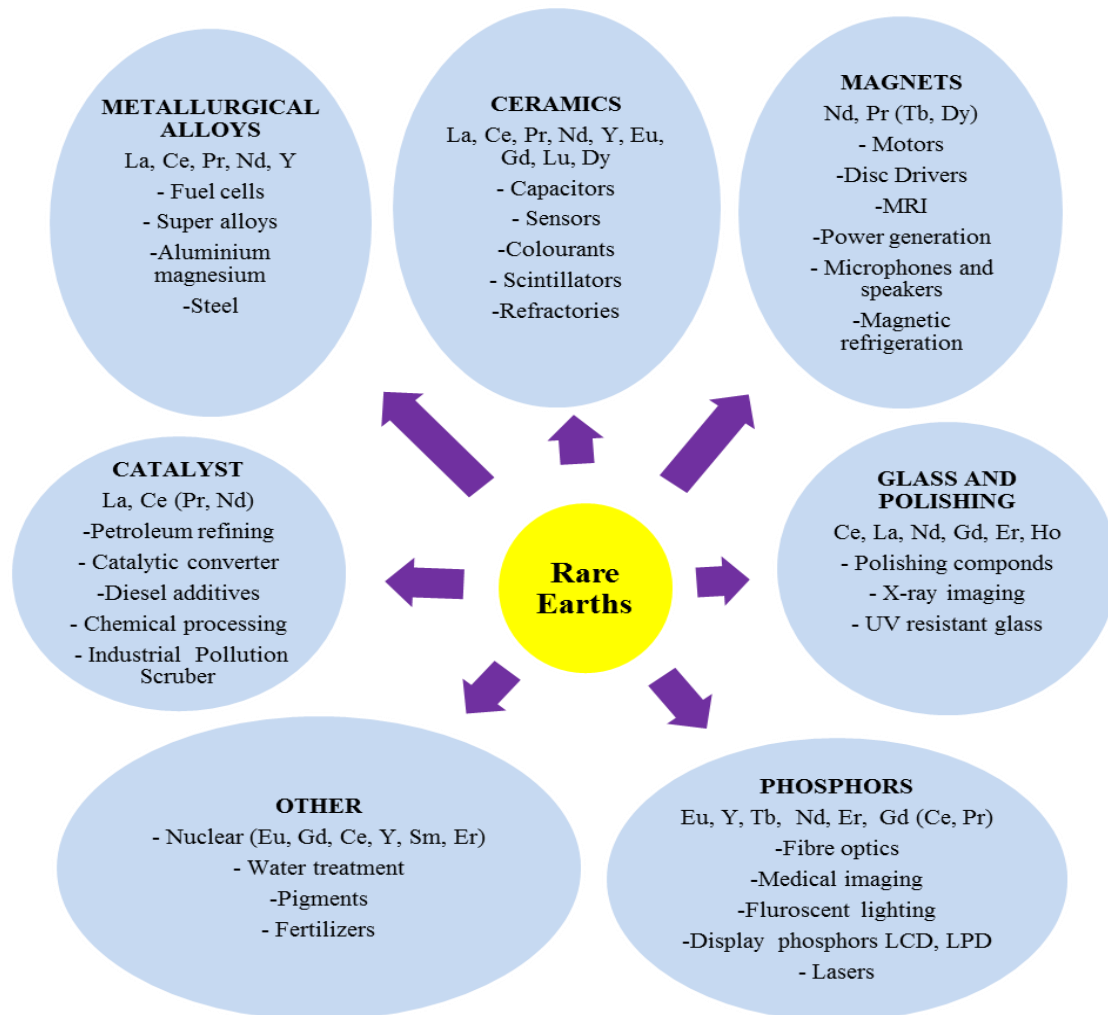 METALLURGICAL
ALLOYS
La, Ce, Pr, Nd, Y
- Fuel cells
- Super alloys
-Aluminium
magnesium
-Steel
CERAMICS
La, Ce, Pr, Nd, Y, Eu,
Gd, Lu, Dy
- Capacitors
- Sensors
-Colourants
- Scintillators
-Refractories
MAGNETS
Nd, Pr (Tb, Dy)
- Motors
-Disc Drivers
-MRI
-Power generation
- Microphones and
speakers
-Magnetic
refrigeration
CATALYST
La, Ce (Pr, Nd)
-Petroleum refining
- Catalytic converter
-Diesel additives
- Chemical processing
- Industrial Pollution
Scruber
Rare
Earths
GLASS AND
POLISHING
Ce, La, Nd, Gd, Er, Ho
- Polishing componds
- X-ray imaging
- UV resistant glass
OTHER
- Nuclear (Eu, Gd, Ce, Y, Sm, Er)
- Water treatment
-Pigments
- Fertilizers
PHOSPHORS
Eu, Y, Tb, Nd, Er, Gd (Ce, Pr)
-Fibre optics
-Medical imaging
-Fluroscent lighting
-Display phosphors LCD, LPD
- Lasers